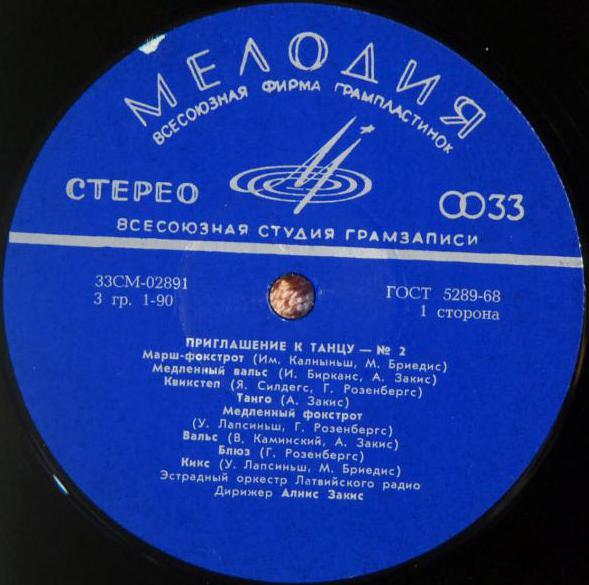 МЕЛОДИЯ
ВСЕСОЮЗНАЯ ФИРМА ГРАМПЛАСТИНОК
СТЕРЕО
33
ВСЕСОЮЗНАЯ СТУДИЯ ГРАМЗАПИСИ
33СМ-02891
3 гр. 1-90
ГОСТ 5289-68
1 сторона
ПРИГЛАШЕНИЕ К ТАНЦУ — № 2
Марш-фокстрот (Им. Калныньш, М. Бриедис)
Медленный вальс (И. Бирканс, А. Закис)
Квикстеп (Я. Силдегс, Г. Розенбергс)
Танго (А. Закис)
Медленный фокстрот
(У. Лапсиньш, Г. Розенбергс)
Вальс (В. Каминский, А. Закис)
Блюз (Г. Розенбергс)
Кикс (У. Лапсиньш, М. Бриедис)
Эстрадный оркестр Латвийского радио
Дирижер Алнис Закис